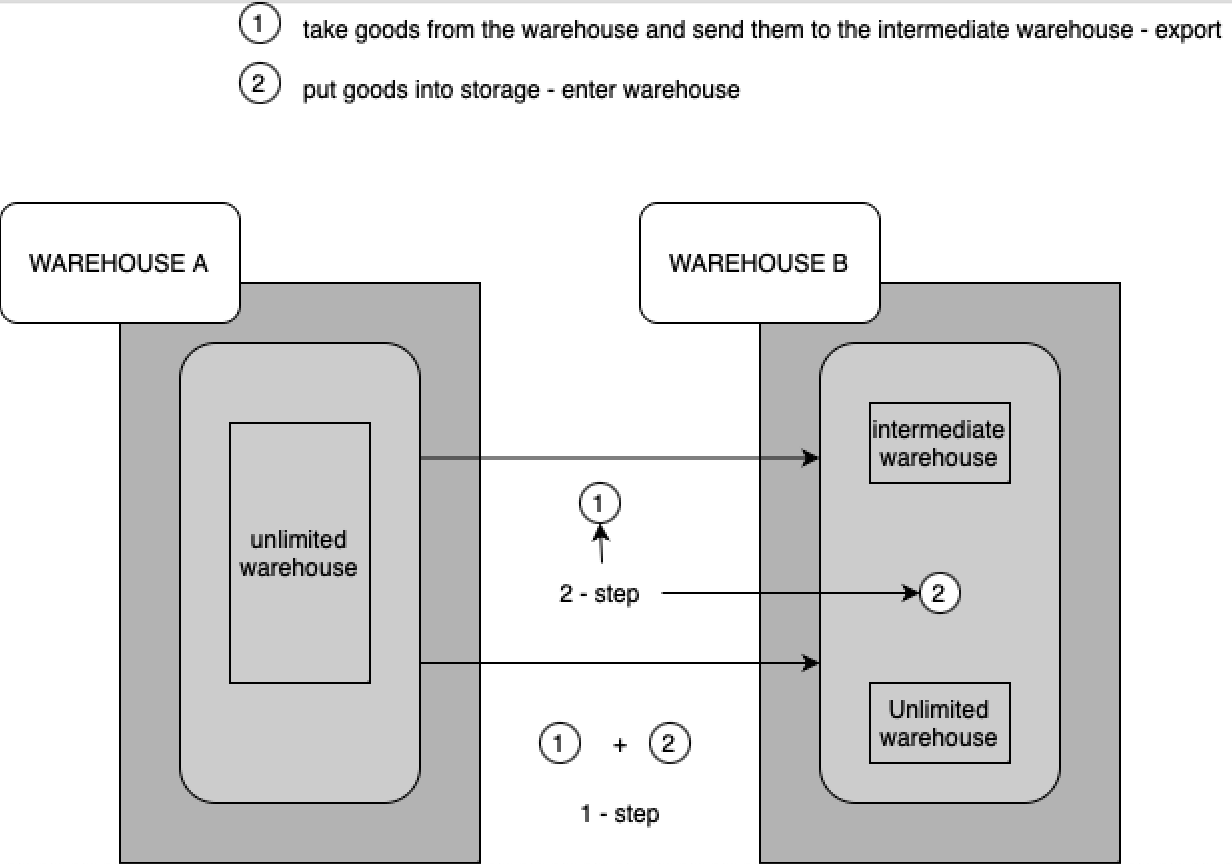 1 take goods from the warehouse and send them to the intermediate warehouse - export
2 put goods into storage - enter warehouse
WAREHOUSE A
WAREHOUSE B
unlimited
warehouse
intermediate
warehouse
1
2 - step
2
Unlimited
warehouse
1 + 2
1 - step